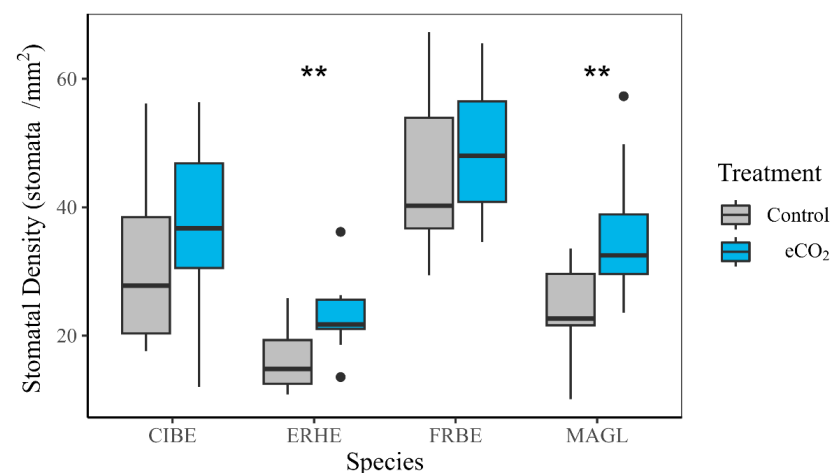 Stomatal Density (stomata /mm²)
60
40
20
**
**
CIBE ERHE FRBE MAGL
Species
Treatment
Control
eCO₂